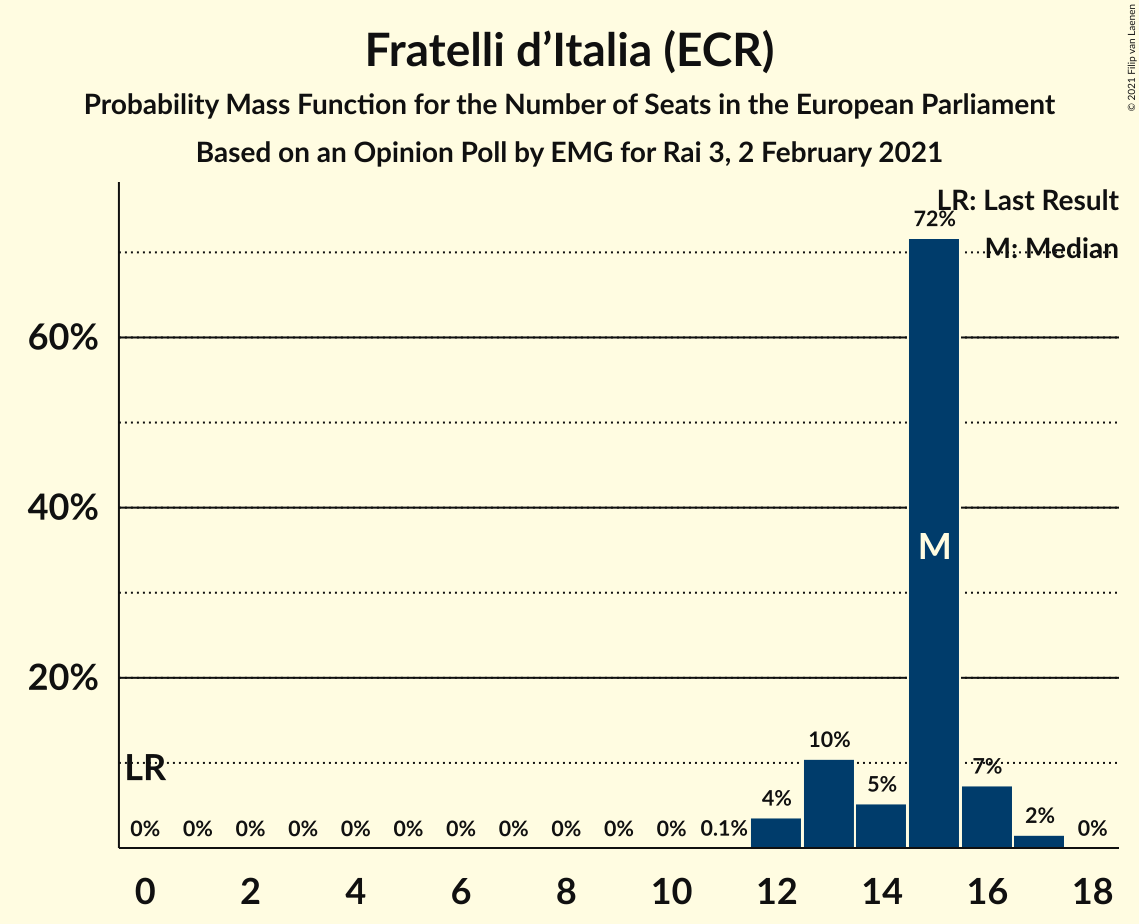 Fratelli d’Italia (ECR)
Probability Mass Function for the Number of Seats in the European Parliament
Based on an Opinion Poll by EMG for Rai 3, 2 February 2021
© 2021 Filip van Laenen
LR: Last Result
M: Median
60%
40%
20%
LR
0% 0% 0% 0% 0% 0% 0% 0% 0% 0% 0% 0.1% 4% 10% 5% 72% 7% 2% 0%
M
0 2 4 6 8 10 12 14 16 18